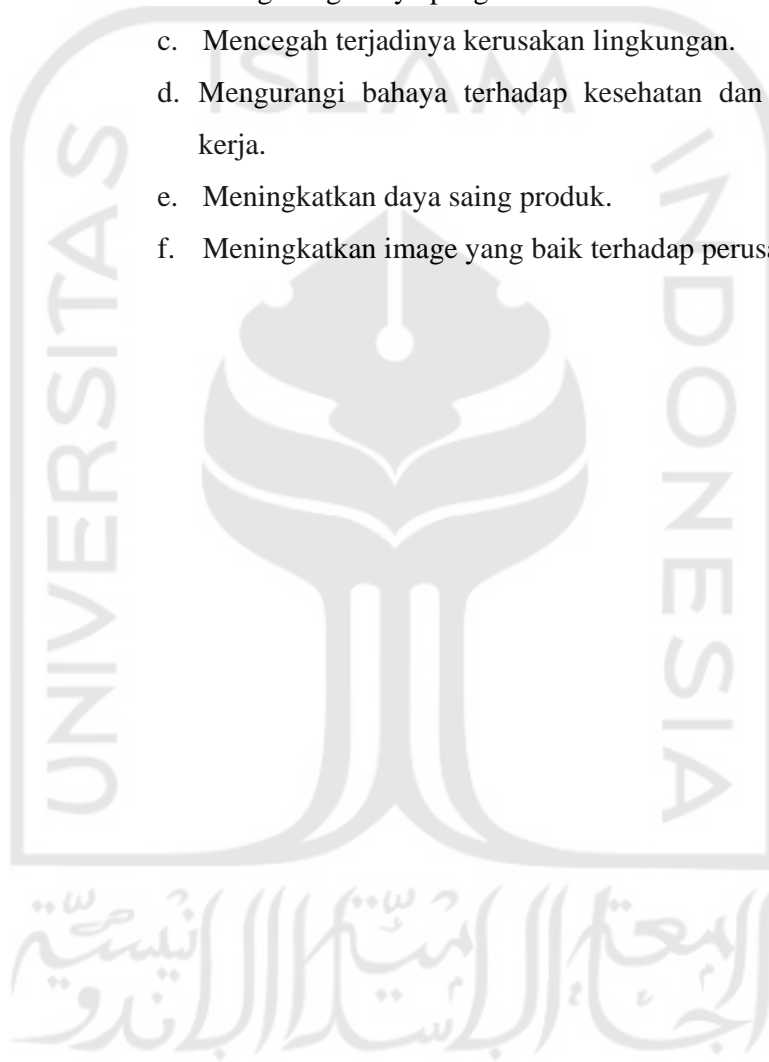 c. Mencegah terjadinya kerusakan lingkungan.
d. Mengurangi bahaya terhadap kesehatan dan
kerja.
e. Meningkatkan daya saing produk.
f. Meningkatkan image yang baik terhadap perusa
UNIVERSITAS
ISLAM
INDONESIA